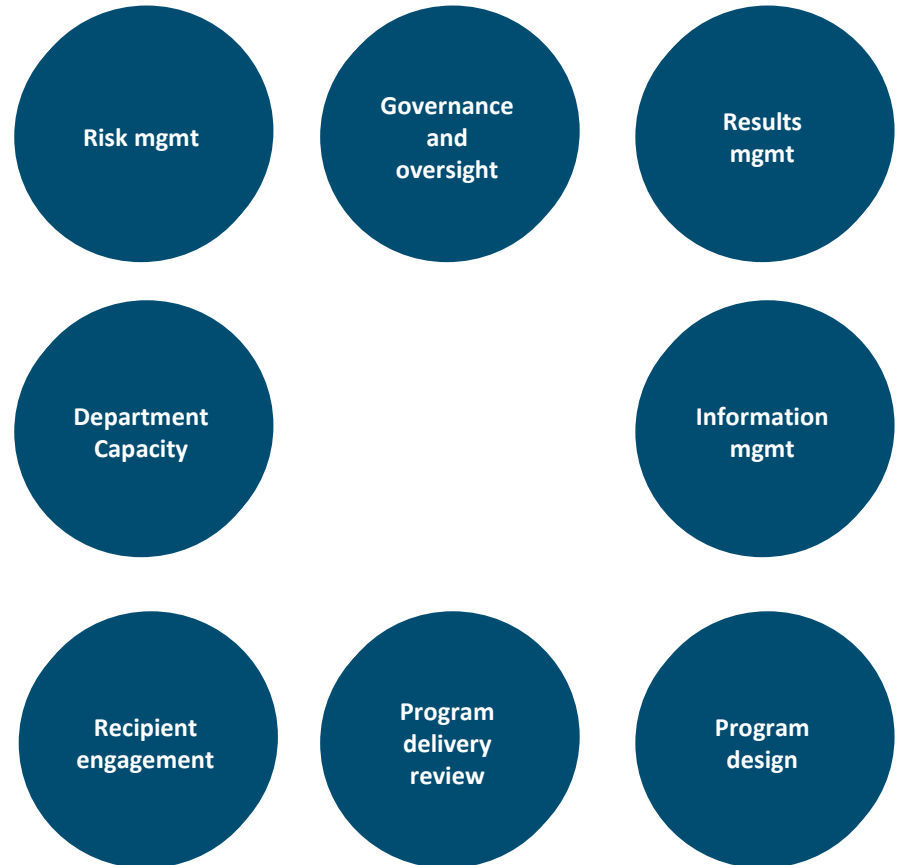 Risk mgmt
Governance
and
oversight
Results
mgmt
Department
Capacity
Information
mgmt
Recipient
engagement
Program
delivery
review
Program
design